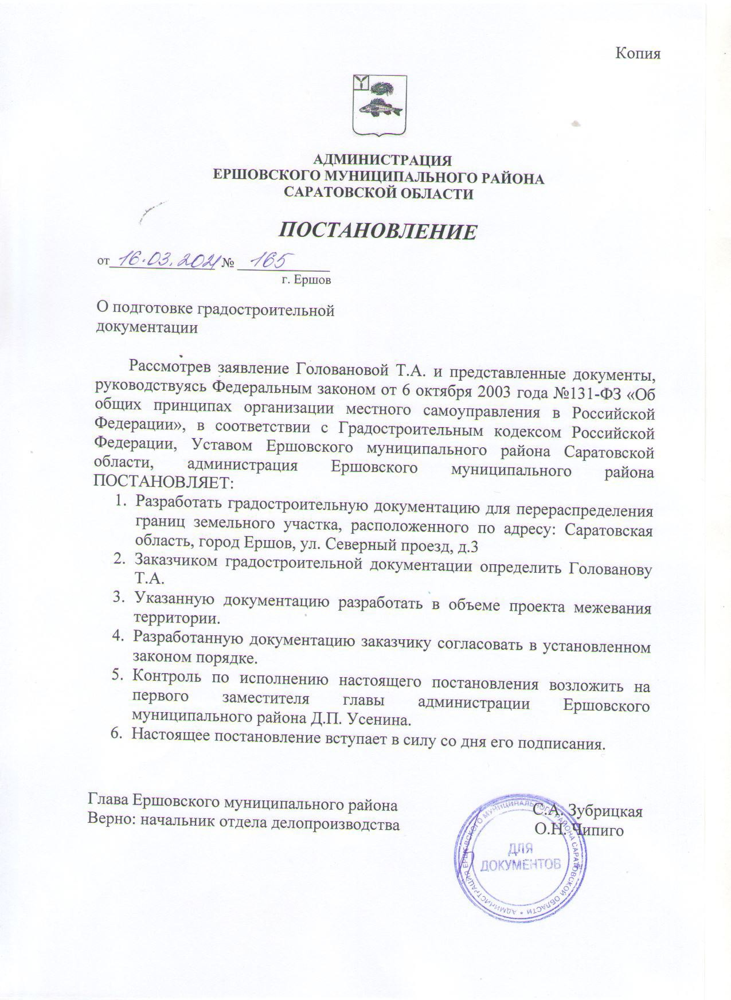 Копия
АДМИНИСТРАЦИЯ
ЕРШОВСКОГО МУНИЦИПАЛЬНОГО РАЙОНА
САРАТОВСКОЙ ОБЛАСТИ
ПОСТАНОВЛЕНИЕ
от 16.03.2021 № 165
г. Ершов
О подготовке градостроительной
документации
Рассмотрев заявление Головановой Т.А. и представленные документы,
руководствуясь Федеральным законом от 6 октября 2003 года №131-ФЗ «Об
общих принципах организации местного самоуправления в Российской
Федерации», в соответствии с Градостроительным кодексом Российской
Федерации, Уставом Ершовского муниципального района Саратовской
области, администрация Ершовского муниципального района
ПОСТАНОВЛЯЕТ:
1. Разработать градостроительную документацию для перераспределения
границ земельного участка, расположенного по адресу: Саратовская
область, город Ершов, ул. Северный проезд, д.3
2. Заказчиком градостроительной документации определить Голованову
Т.А.
3. Указанную документацию разработать в объеме проекта межевания
территории.
4. Разработанную документацию заказчику согласовать в установленном
законом порядке.
5. Контроль по исполнению настоящего постановления возложить на
первого заместителя главы администрации Ершовского
муниципального района Д.П. Усенина.
6. Настоящее постановление вступает в силу со дня его подписания.
Глава Ершовского муниципального района С.А. Зубрицкая
Верно: начальник отдела делопроизводства О.Н. Чипиго
АДМИНИСТРАЦИЯ ЕРШОВСКОГО МУНИЦИПАЛЬНОГО РАЙОНА САРАТОВСКОЙ ОБЛАСТИ *
ДЛЯ
ДОКУМЕНТОВ